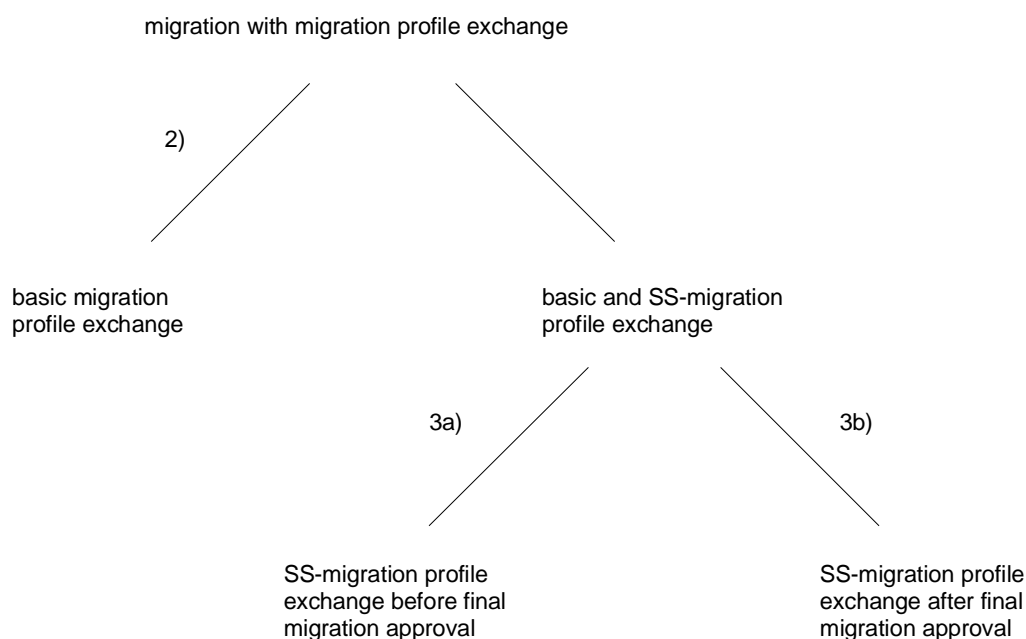 migration with migration profile exchange
2)
basic migration
profile exchange
basic and SS-migration
profile exchange
3a)
3b)
SS-migration profile
exchange before final
migration approval
SS-migration profile
exchange after final
migration approval